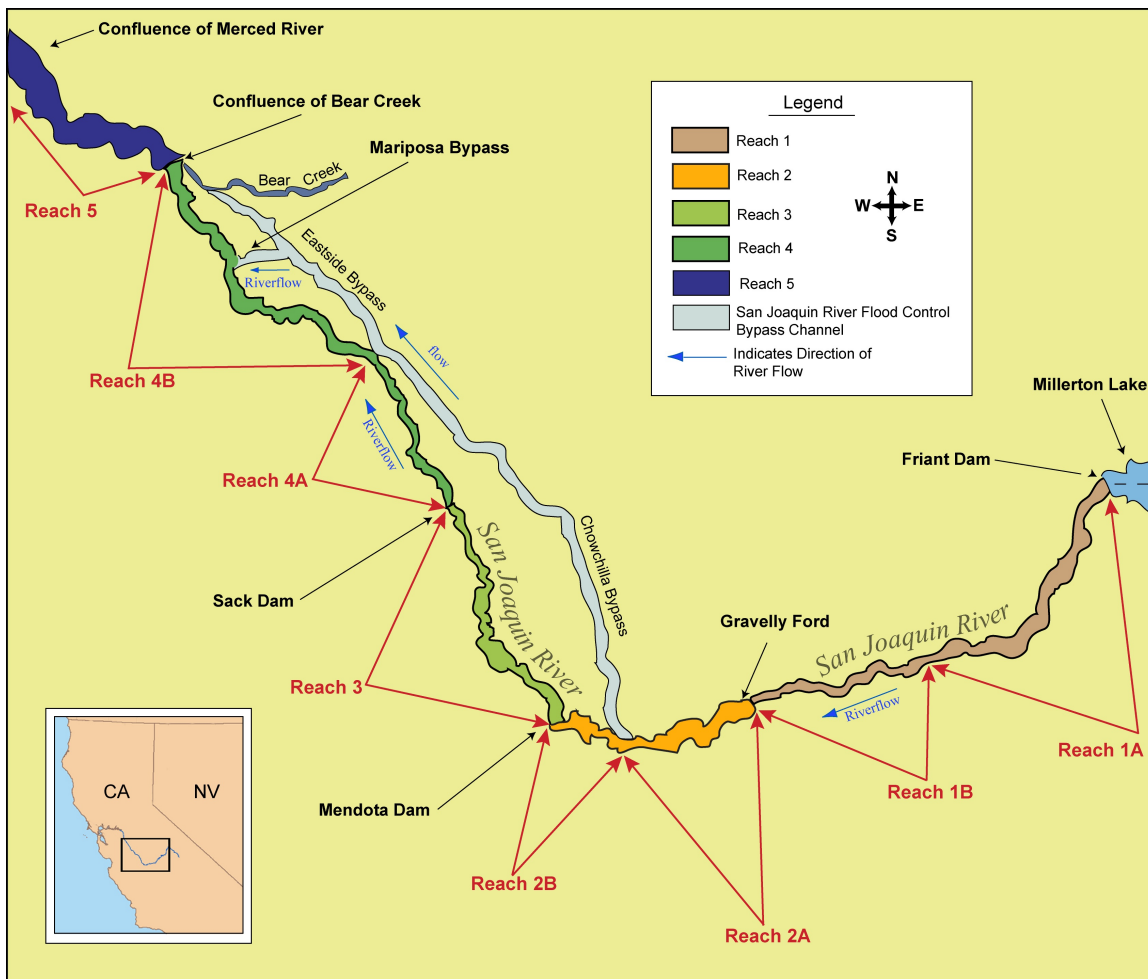 Confluence of Merced River
Confluence of Bear Creek
Mariposa Bypass
Bear Creek
Reach 5
Eastside Bypass
Riverflow
flow
Reach 4B
Riverflow
Reach 4A
Sack Dam
San Joaquin River
Chowchilla Bypass
Reach 3
Mendota Dam
Reach 2B
Reach 2A
Gravelly Ford
San Joaquin River
Riverflow
Reach 1B
Reach 1A
Friant Dam
Millerton Lake
Legend
Reach 1
Reach 2
Reach 3
Reach 4
Reach 5
San Joaquin River Flood Control
Bypass Channel
Indicates Direction of
River Flow
N
W E
S
CA NV